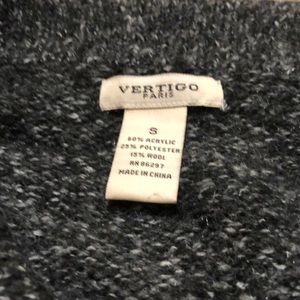 VERTIGO
PARIS
S
60% ACRYLIC
25% POLYESTER
15% WOOL
RN 86297
MADE IN CHINA